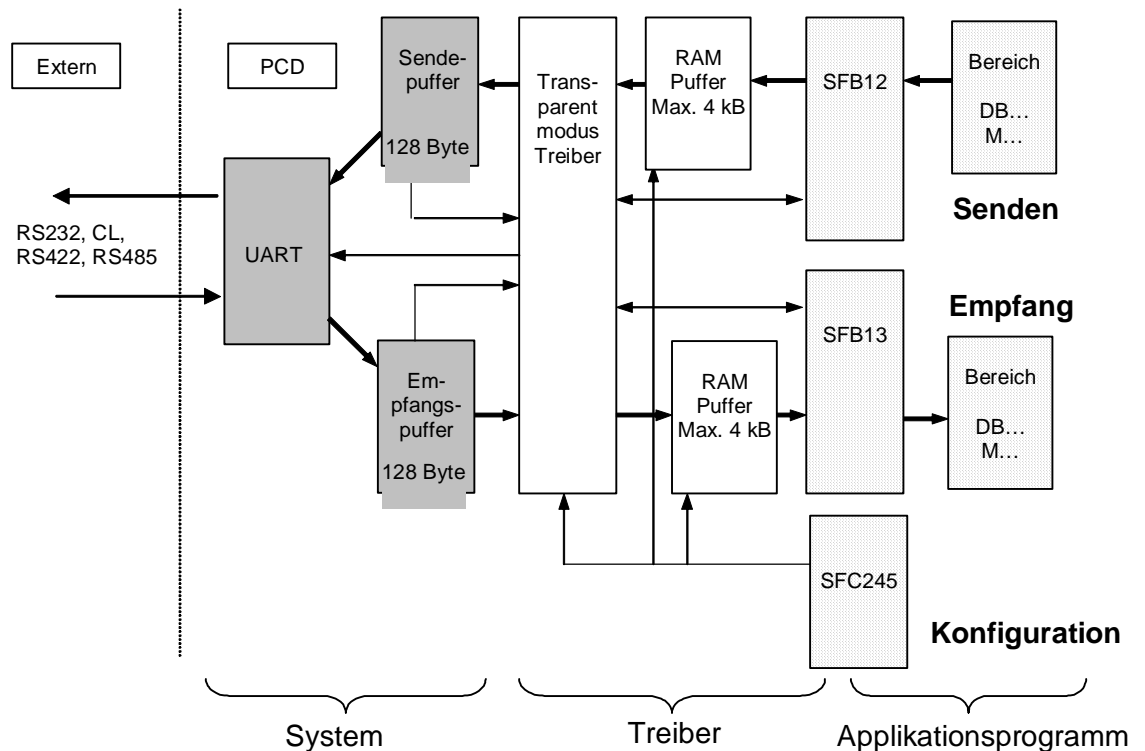 Extern
PCD
Sende-
puffer
128 Byte
Trans-
parent
modus
Treiber
RAM
Puffer
Max. 4 kB
SFB12
Bereich
DB…
M…
Senden
RS232, CL,
RS422, RS485
UART
Empfang
SFB13
Em-
pfangs-
puffer
128 Byte
RAM
Puffer
Max. 4 kB
Bereich
DB…
M…
SFC245
Konfiguration
System
Treiber
Applikationsprogramm